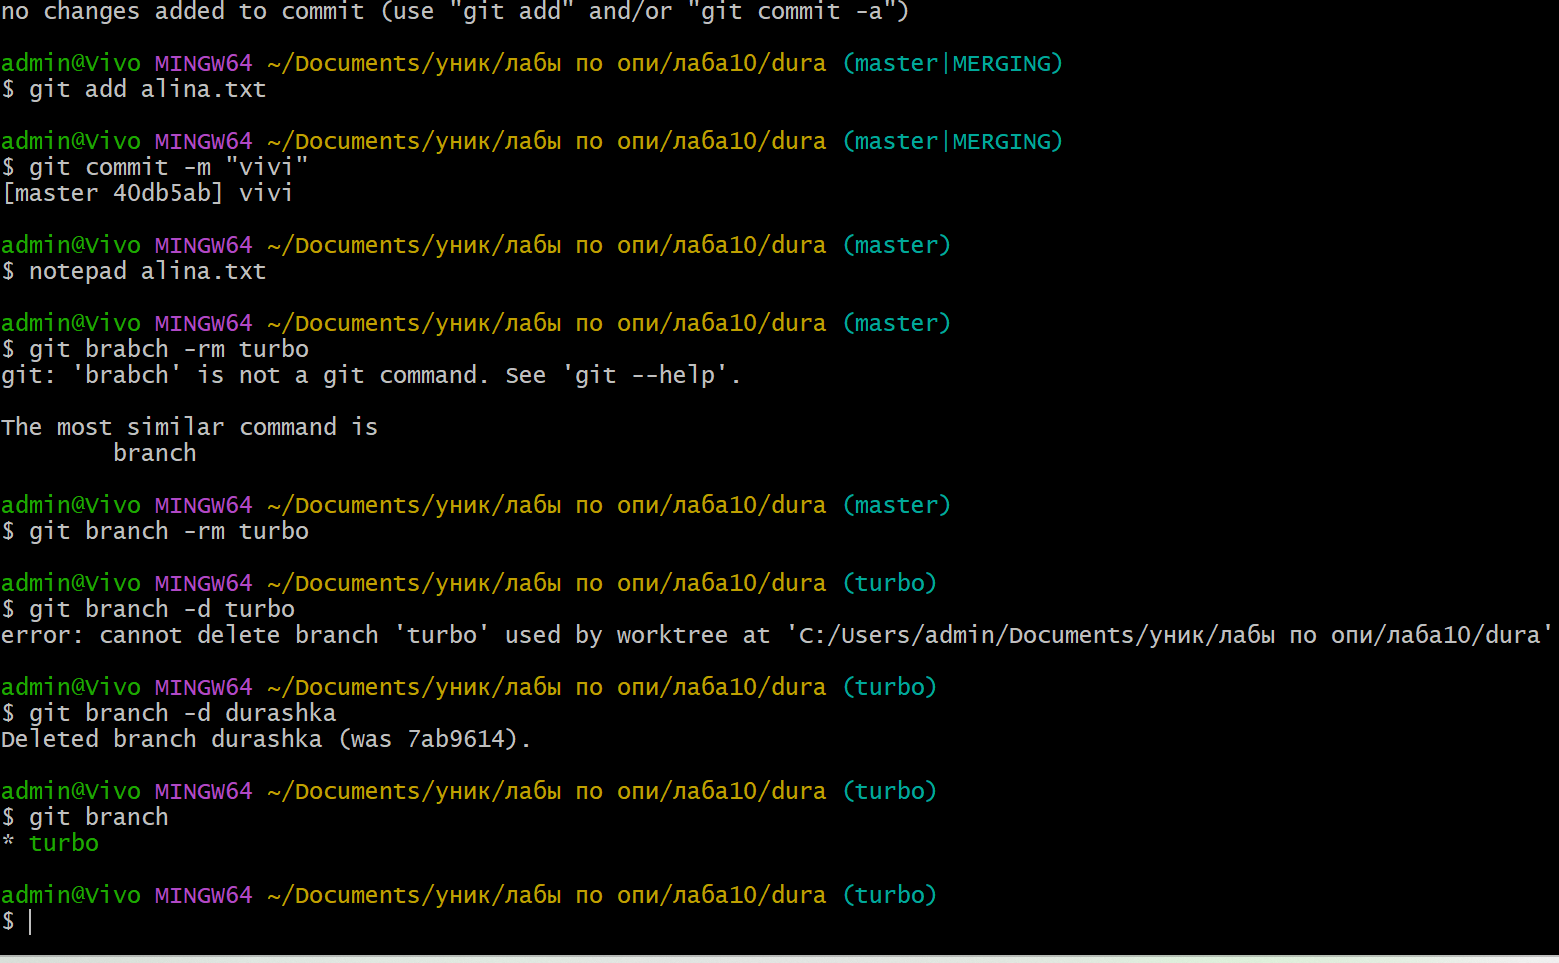 no changes added to commit (use "git add" and/or "git commit -a")
admin@Vivo MINGW64 ~/Documents/уник/лабы по опи/лаба10/dura (master|MERGING)
$ git add alina.txt
admin@Vivo MINGW64 ~/Documents/уник/лабы по опи/лаба10/dura (master|MERGING)
$ git commit -m "vivi"
[master 40db5ab] vivi
admin@Vivo MINGW64 ~/Documents/уник/лабы по опи/лаба10/dura (master)
$ notepad alina.txt
admin@Vivo MINGW64 ~/Documents/уник/лабы по опи/лаба10/dura (master)
$ git brabch -rm turbo
git: 'brabch' is not a git command. See 'git --help'.
The most similar command is
branch
admin@Vivo MINGW64 ~/Documents/уник/лабы по опи/лаба10/dura (master)
$ git branch -rm turbo
admin@Vivo MINGW64 ~/Documents/уник/лабы по опи/лаба10/dura (turbo)
$ git branch -d turbo
error: cannot delete branch 'turbo' used by worktree at 'C:/Users/admin/Documents/уник/лабы по опи/лаба10/dura'
admin@Vivo MINGW64 ~/Documents/уник/лабы по опи/лаба10/dura (turbo)
$ git branch -d durashka
Deleted branch durashka (was 7ab9614).
admin@Vivo MINGW64 ~/Documents/уник/лабы по опи/лаба10/dura (turbo)
$ git branch
* turbo
admin@Vivo MINGW64 ~/Documents/уник/лабы по опи/лаба10/dura (turbo)
$